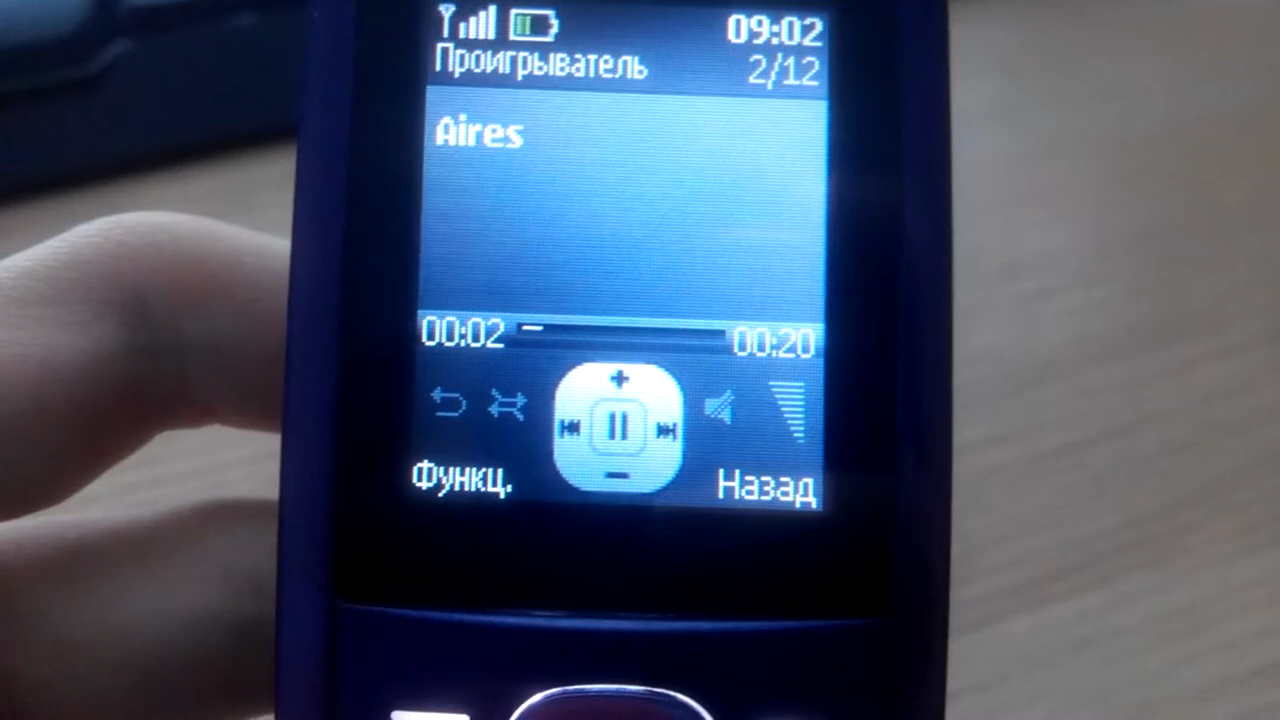 09:02
Проигрыватель 2/12
Aires
00:02 00:20
Функц. Назад